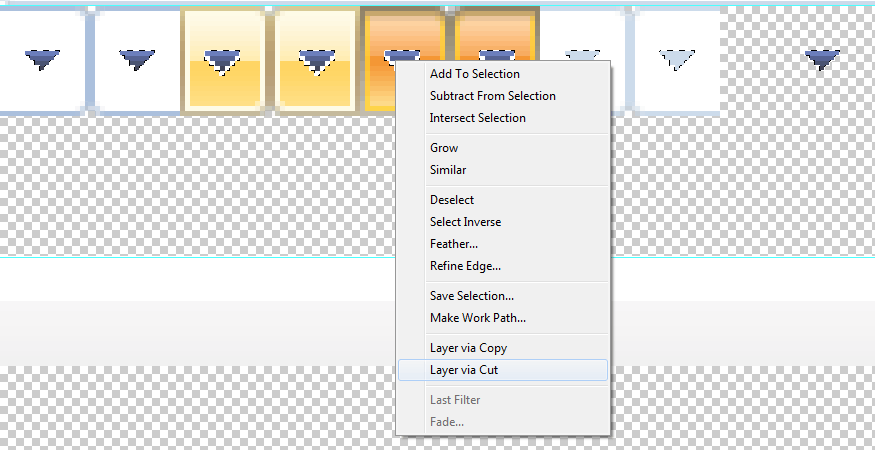 Add To Selection
Subtract From Selection
Intersect Selection
Grow
Similar
Deselect
Select Inverse
Feather...
Refine Edge...
Save Selection...
Make Work Path...
Layer via Copy
Layer via Cut
Last Filter
Fade...